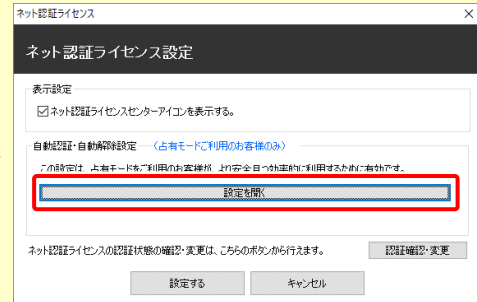 ネット認証ライセンス
ネット認証ライセンス設定
表示設定
ネット認証ライセンスセンターアイコンを表示する。
自動認証・自動解除設定 (占有モードご利用のお客様のみ)
この設定は、占有モードをご利用のお客様が、より安全且つ効率的に利用するために有効です。
設定を開く
ネット認証ライセンスの認証状態の確認・変更は、こちらのボタンから行えます。 認証確認・変更
設定する キャンセル